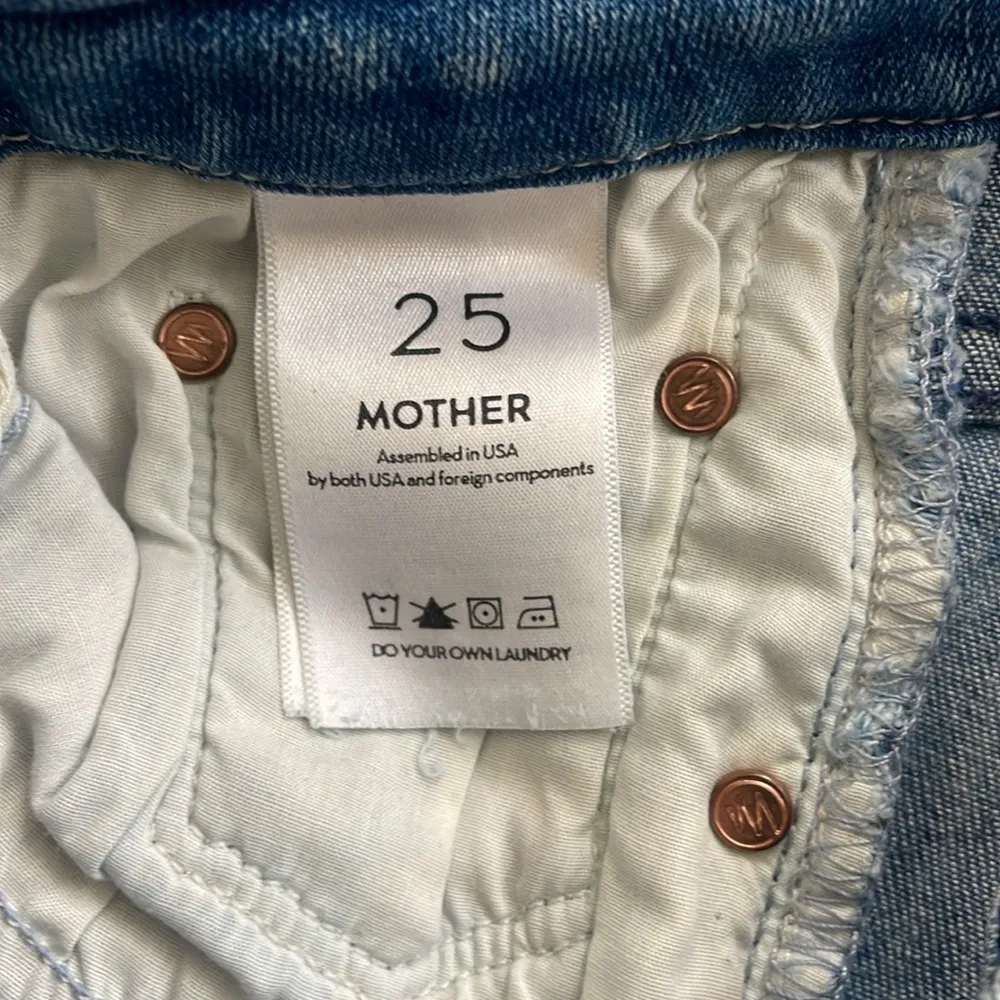 25
MOTHER
Assembled in USA
by both USA and foreign components
DO YOUR OWN LAUNDRY